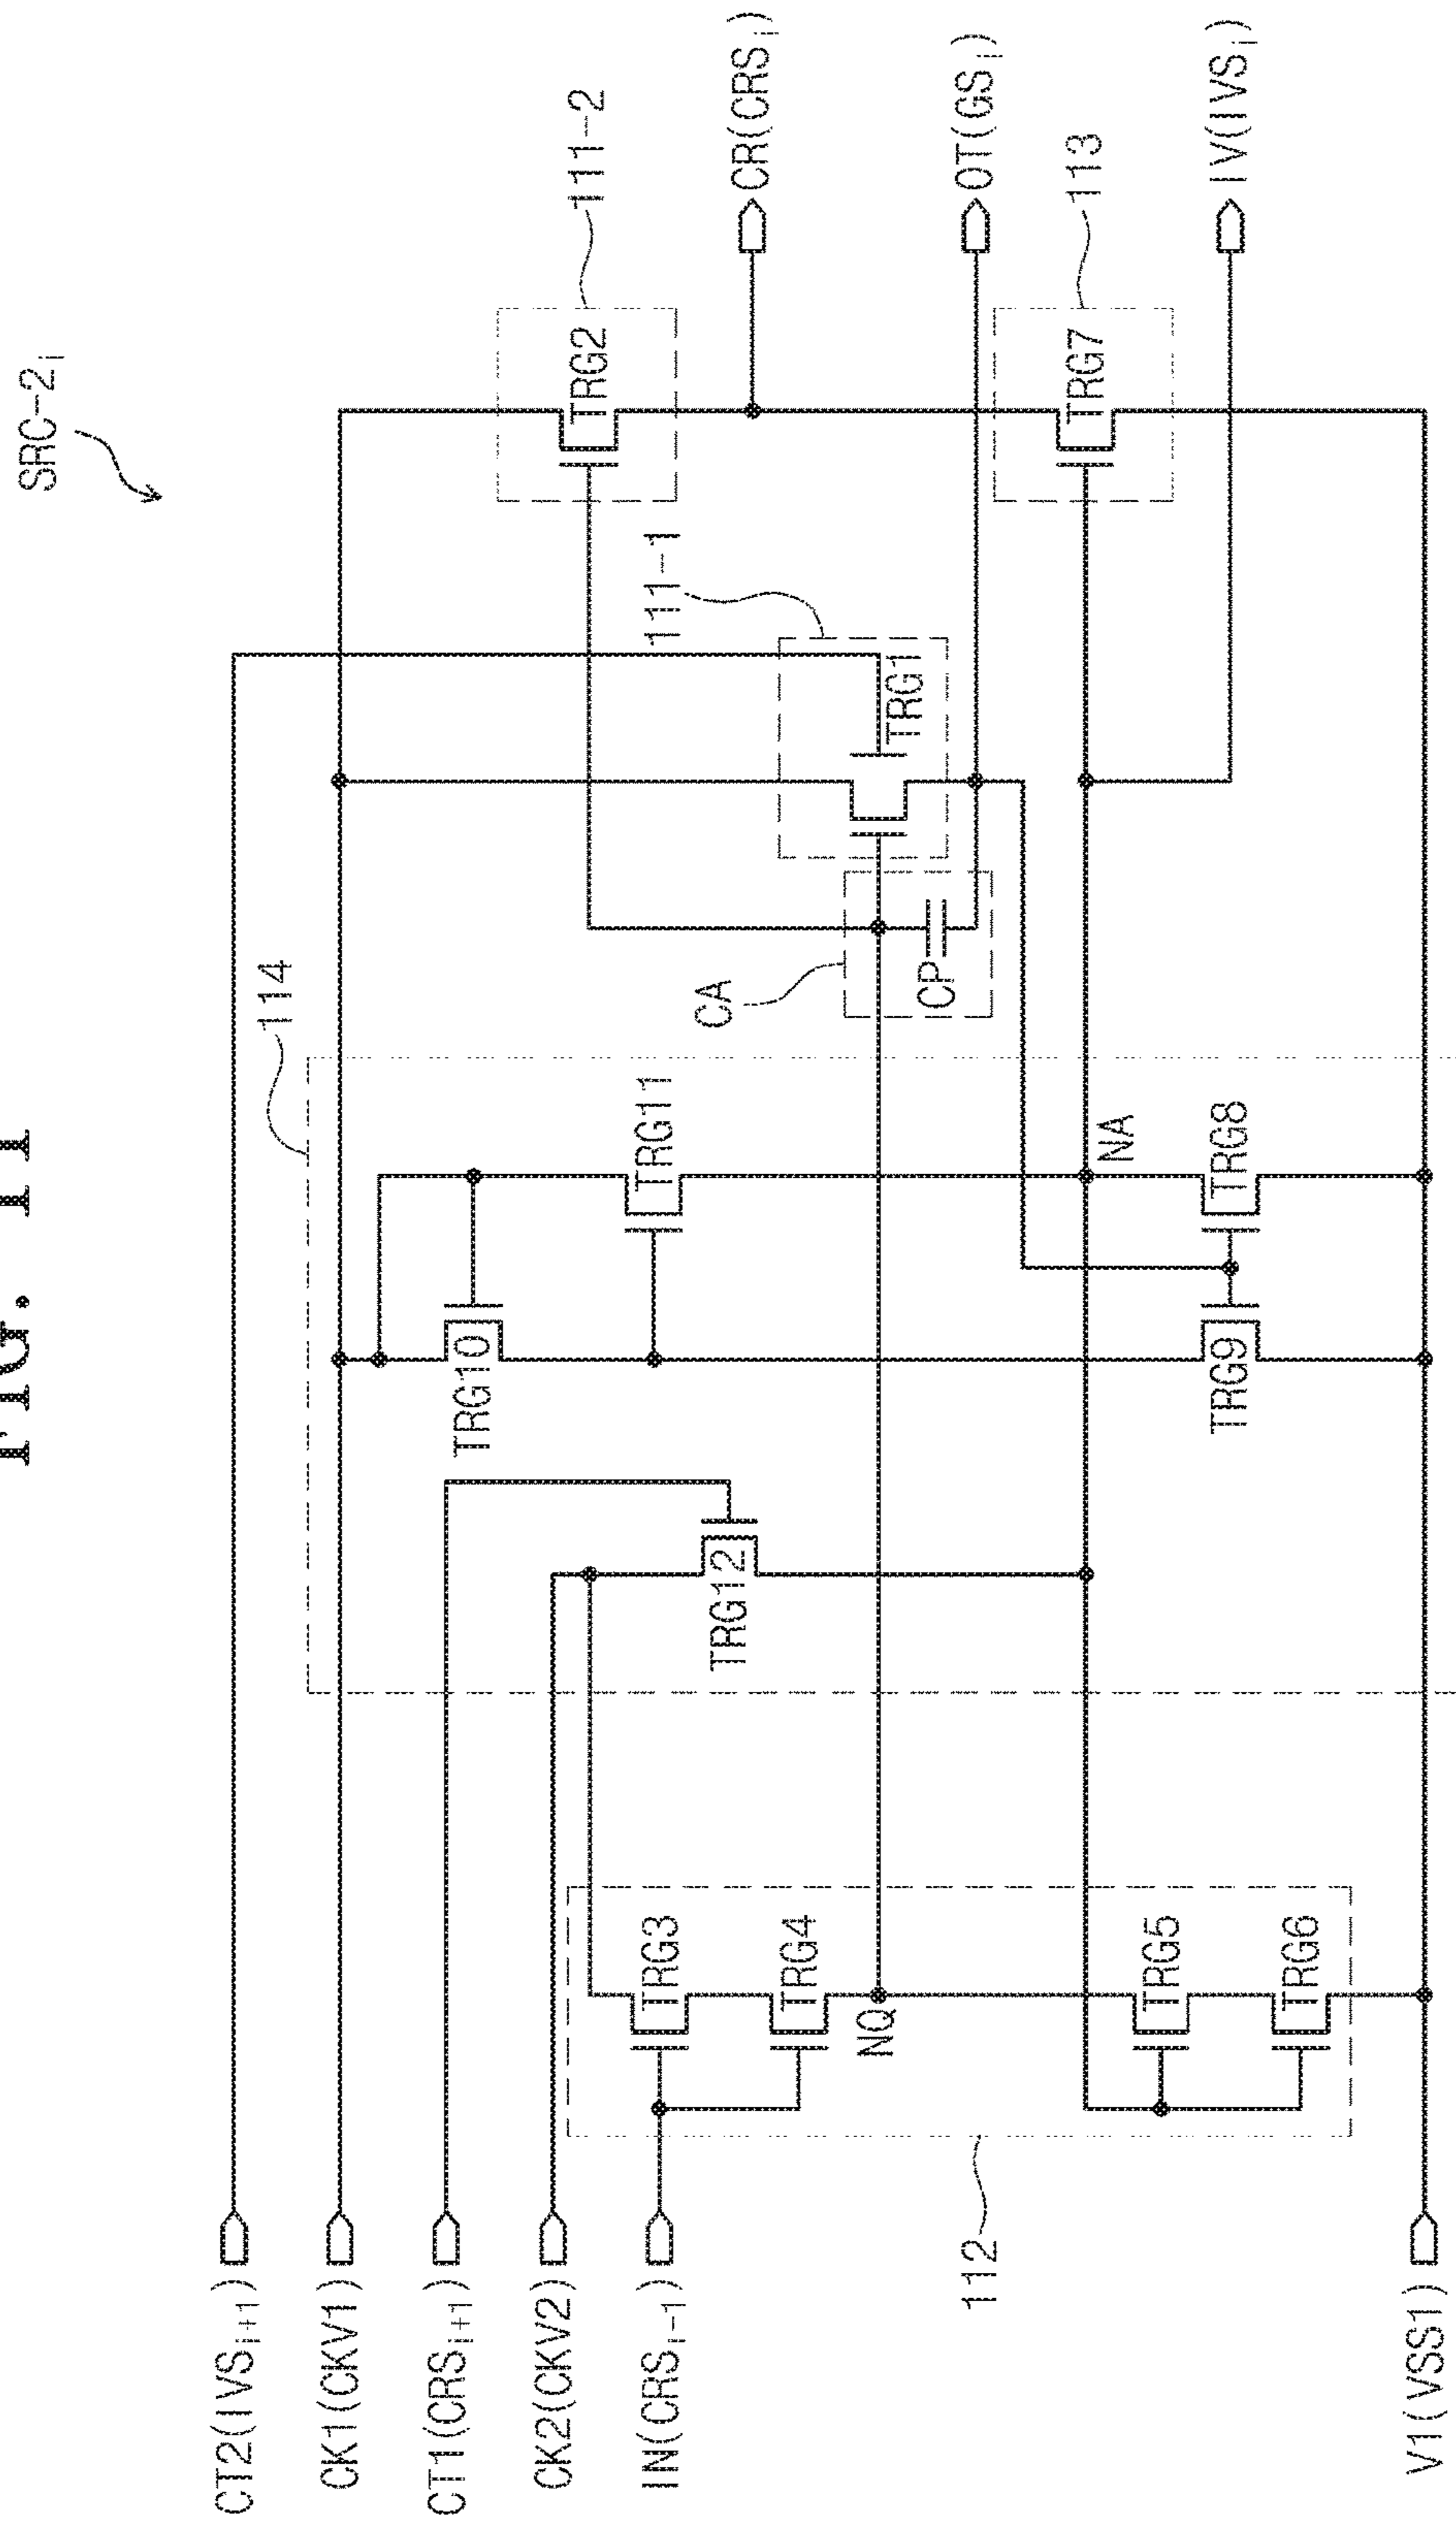 FIG. 11
SRC-2i
CT2(IVSi+1)
CK1(CKV1)
CT1(CRSi+1)
CK2(CKV2)
IN(CRSi-1)
V1(VSS1)
112
TRG3
TRG4
NQ
TRG5
TRG6
114
TRG12
TRG10
TRG11
NA
TRG9
TRG8
CA
CP
111-1
TRG1
111-2
TRG2
113
TRG7
CR(CRSi)
OT(GSi)
IV(IVSi)